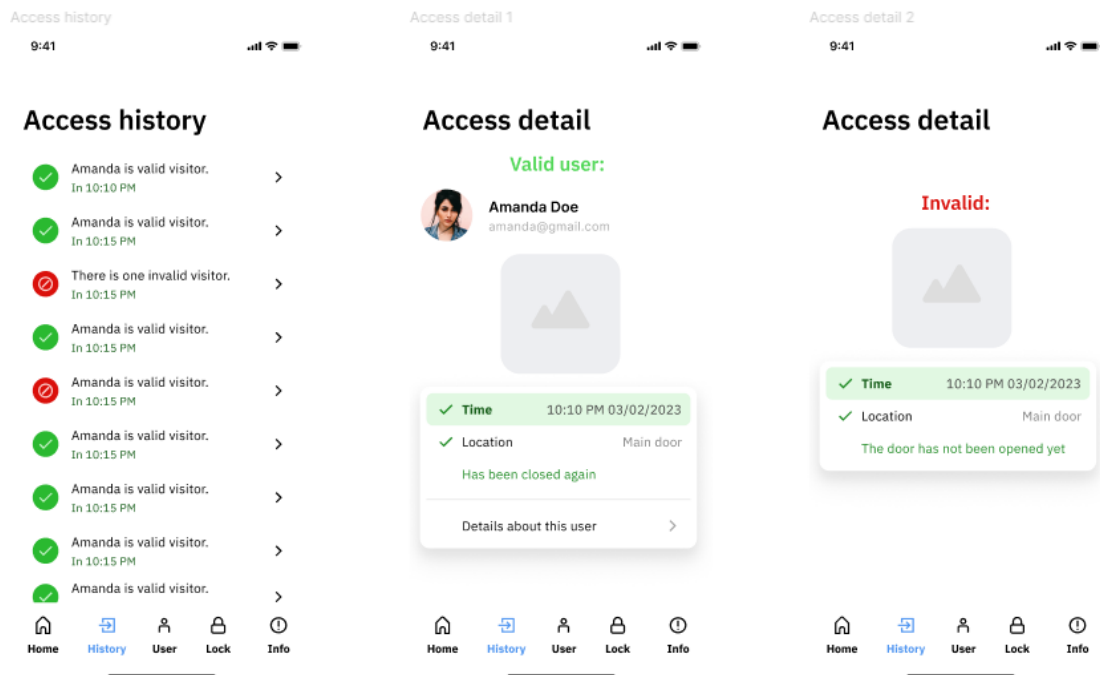 Access history
9:41
Access history
Amanda is valid visitor.
In 10:10 PM
Amanda is valid visitor.
In 10:15 PM
There is one invalid visitor.
In 10:15 PM
Amanda is valid visitor.
In 10:15 PM
Amanda is valid visitor.
In 10:15 PM
Amanda is valid visitor.
In 10:15 PM
Amanda is valid visitor.
In 10:15 PM
Amanda is valid visitor.
In 10:15 PM
Amanda is valid visitor.
Home History User Lock Info
Access detail 1
9:41
Access detail
Valid user:
Amanda Doe
amanda@gmail.com
Time 10:10 PM 03/02/2023
Location Main door
Has been closed again
Details about this user
Home History User Lock Info
Access detail 2
9:41
Access detail
Invalid:
Time 10:10 PM 03/02/2023
Location Main door
The door has not been opened yet
Home History User Lock Info